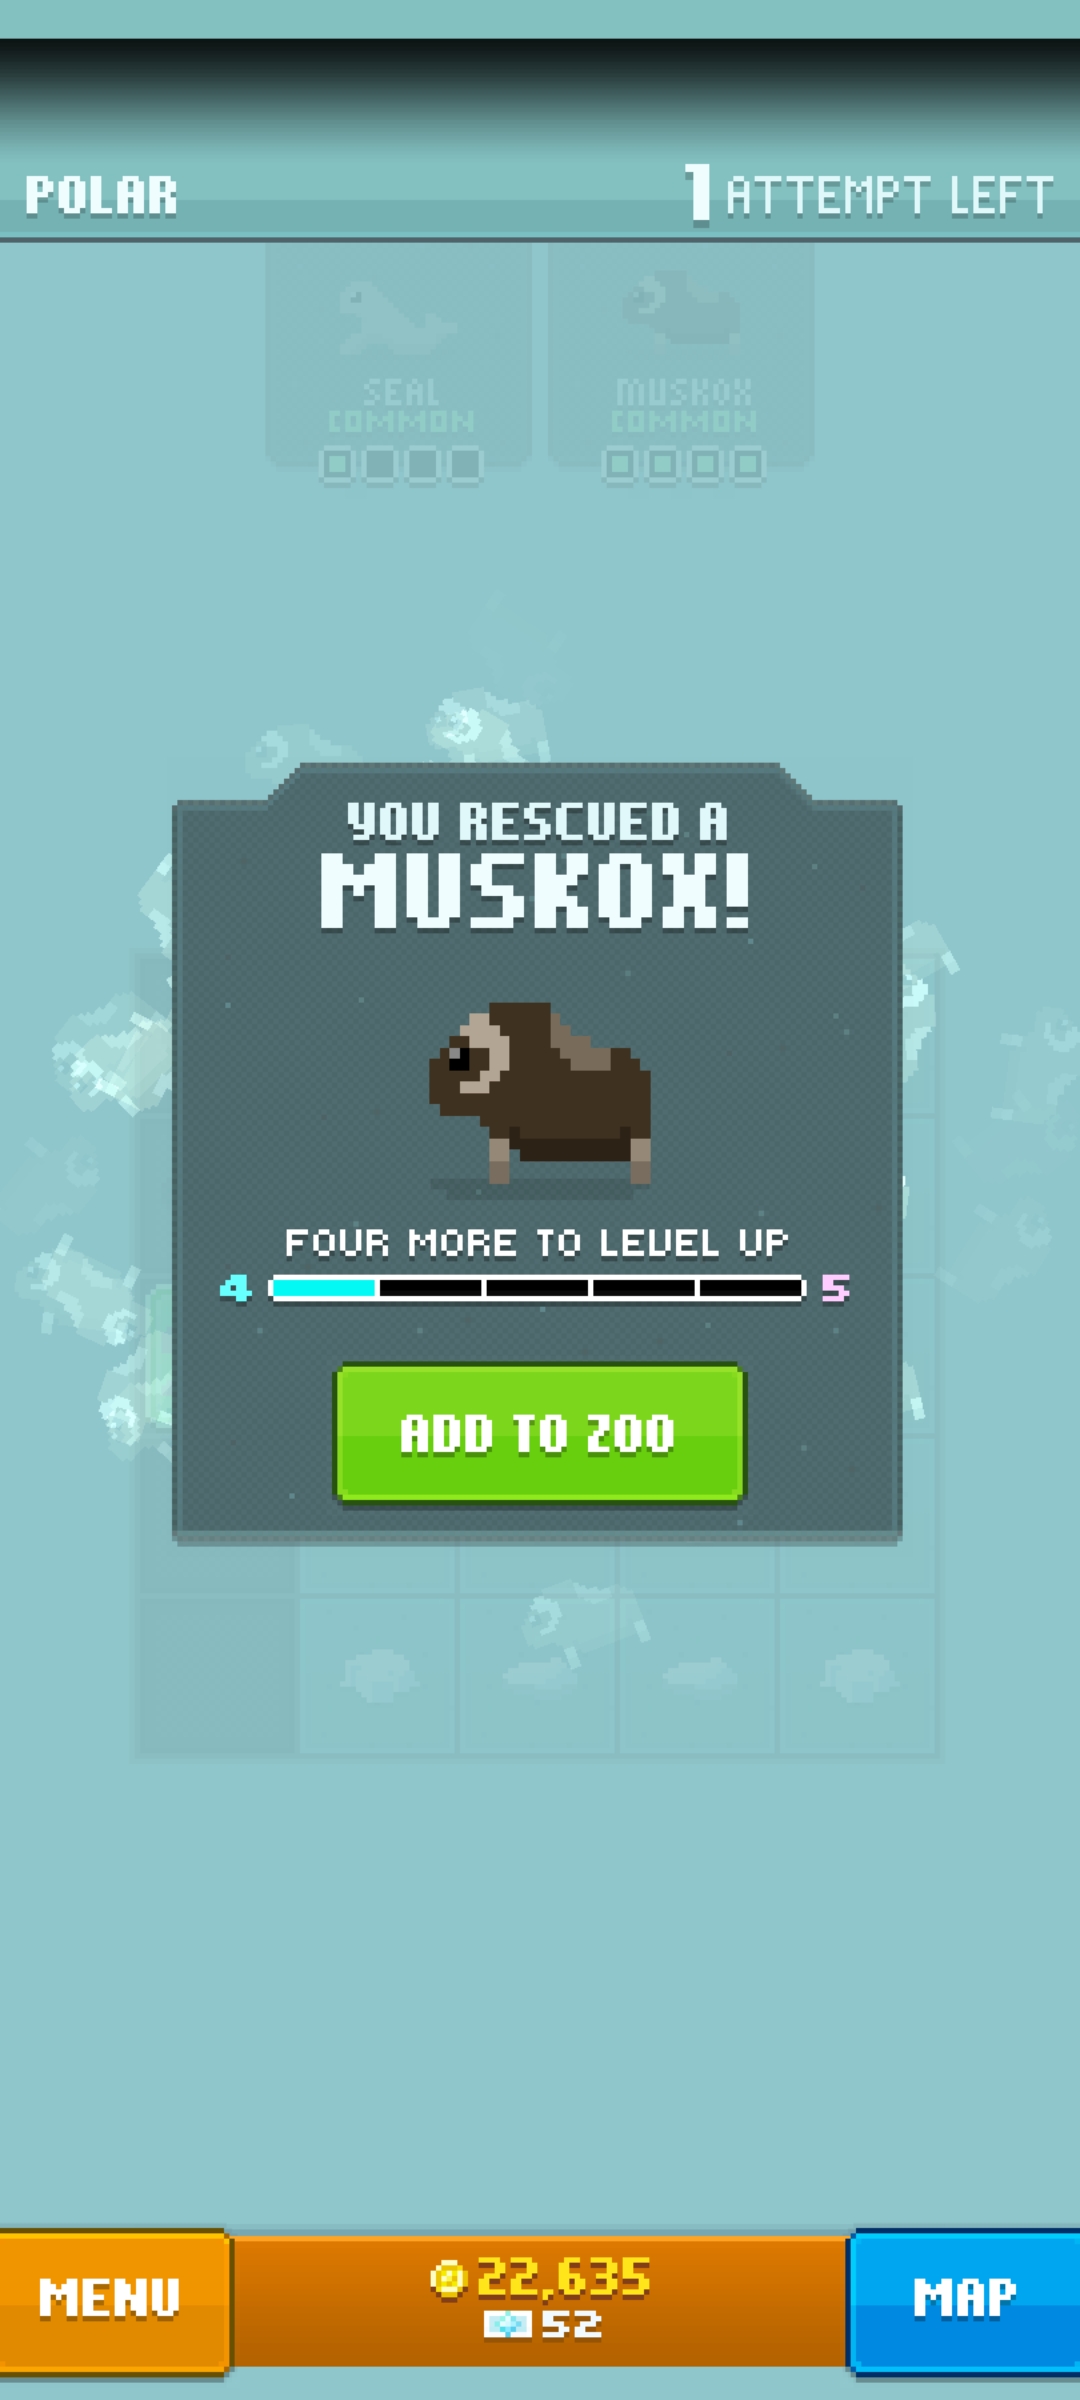 POLAR
1 ATTEMPT LEFT
SEAL
COMMON
MUSKOX
COMMON
YOU RESCUED A
MUSKOX!
FOUR MORE TO LEVEL UP
4 5
ADD TO ZOO
MENU
22,635
52
MAP